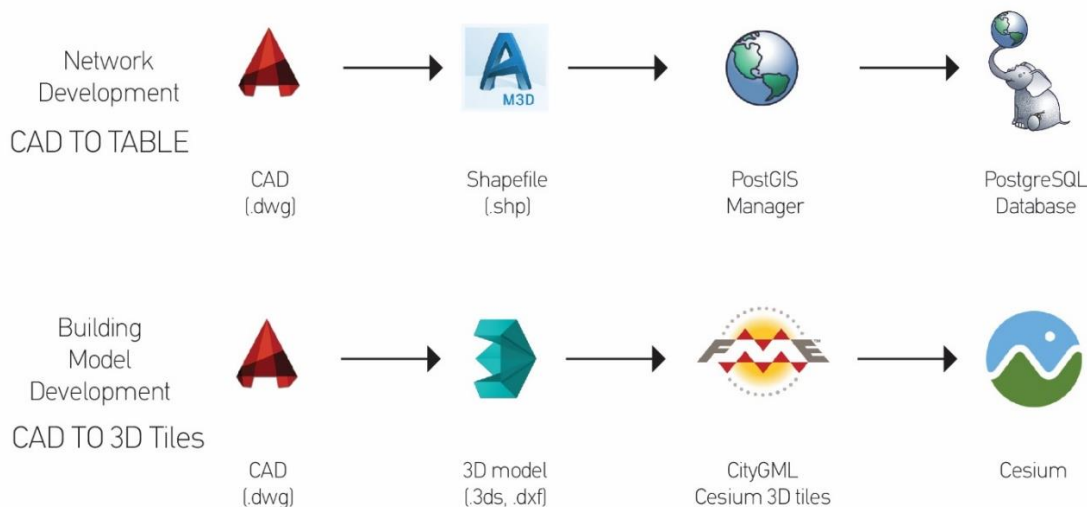 Network
Development
CAD TO TABLE
M3D
CAD
(.dwg)
Shapefile
(.shp)
PostGIS
Manager
PostgreSQL
Database
Building
Model
Development
CAD TO 3D Tiles
FME
CAD
(.dwg)
3D model
(.3ds, .dxf)
CityGML
Cesium 3D tiles
Cesium